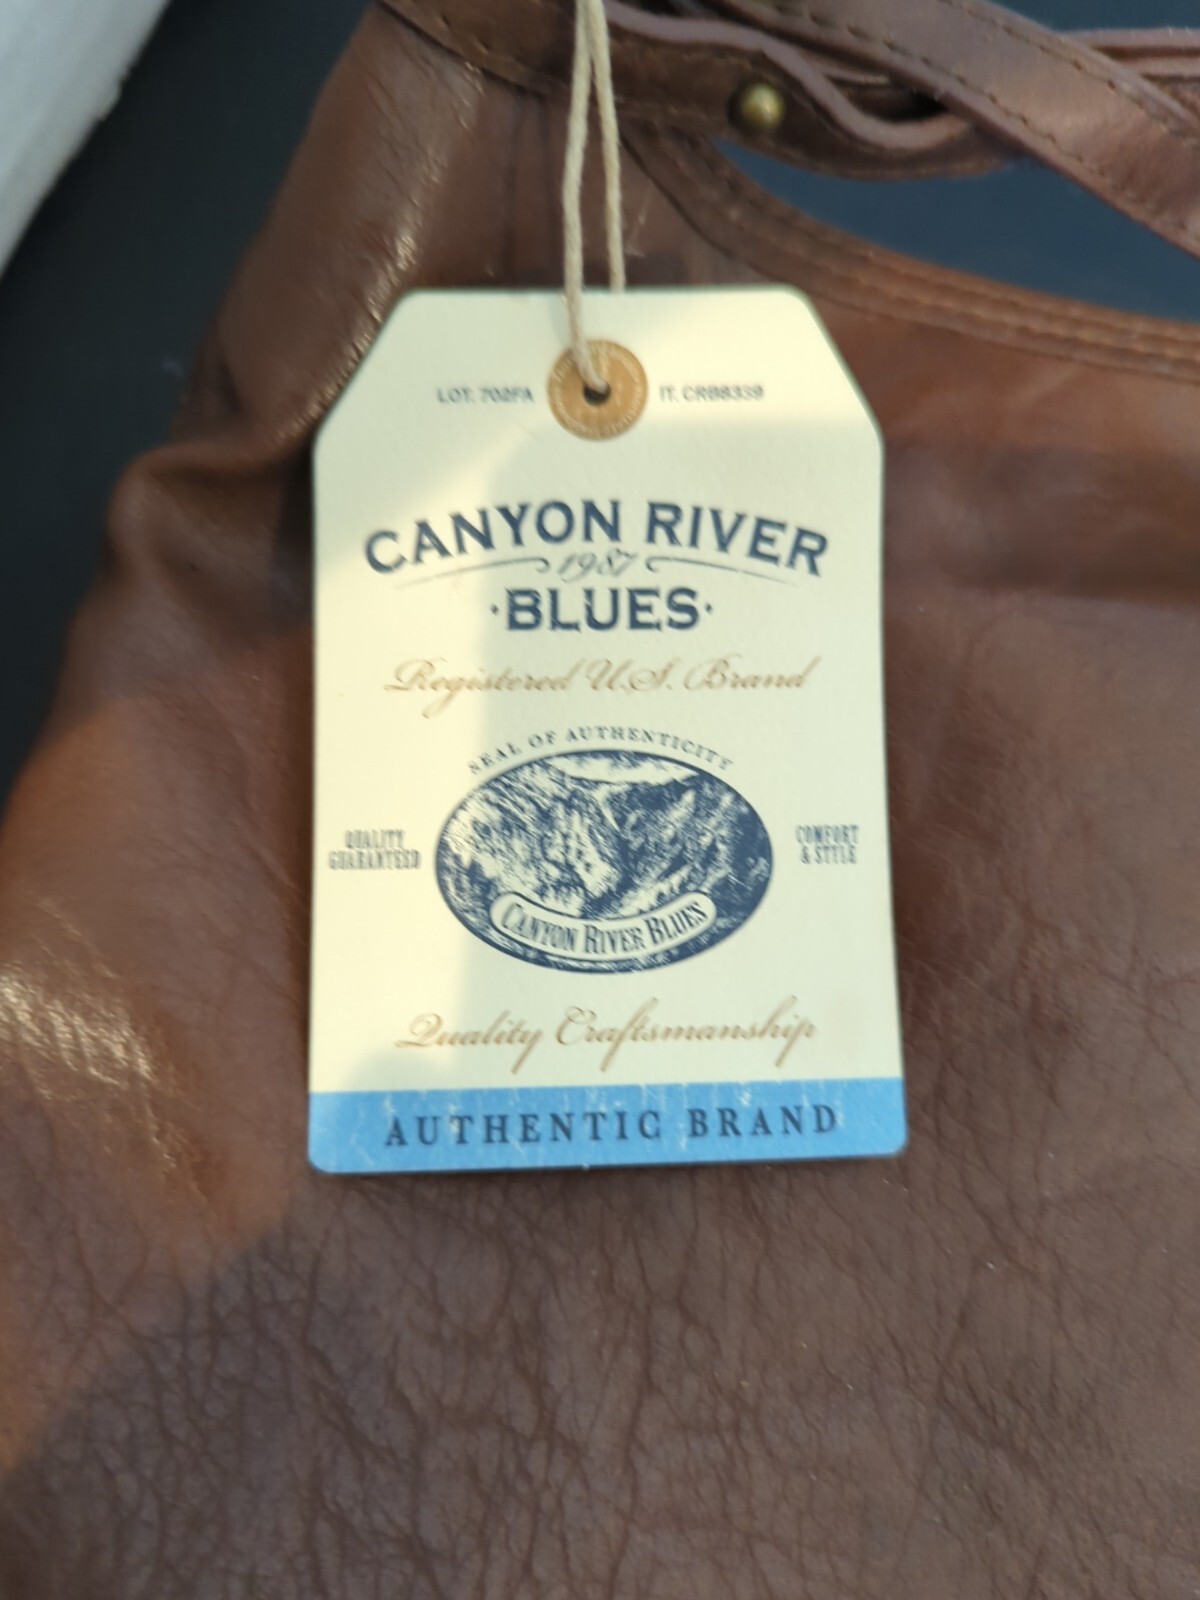 LOT. 702FA IT. CRB8339
CANYON RIVER
1987
·BLUES·
Registered U.S. Brand
SEAL OF AUTHENTICITY
QUALITY
GUARANTEED
COMFORT
& STYLE
CANYON RIVER BLUES
Quality Craftsmanship
AUTHENTIC BRAND